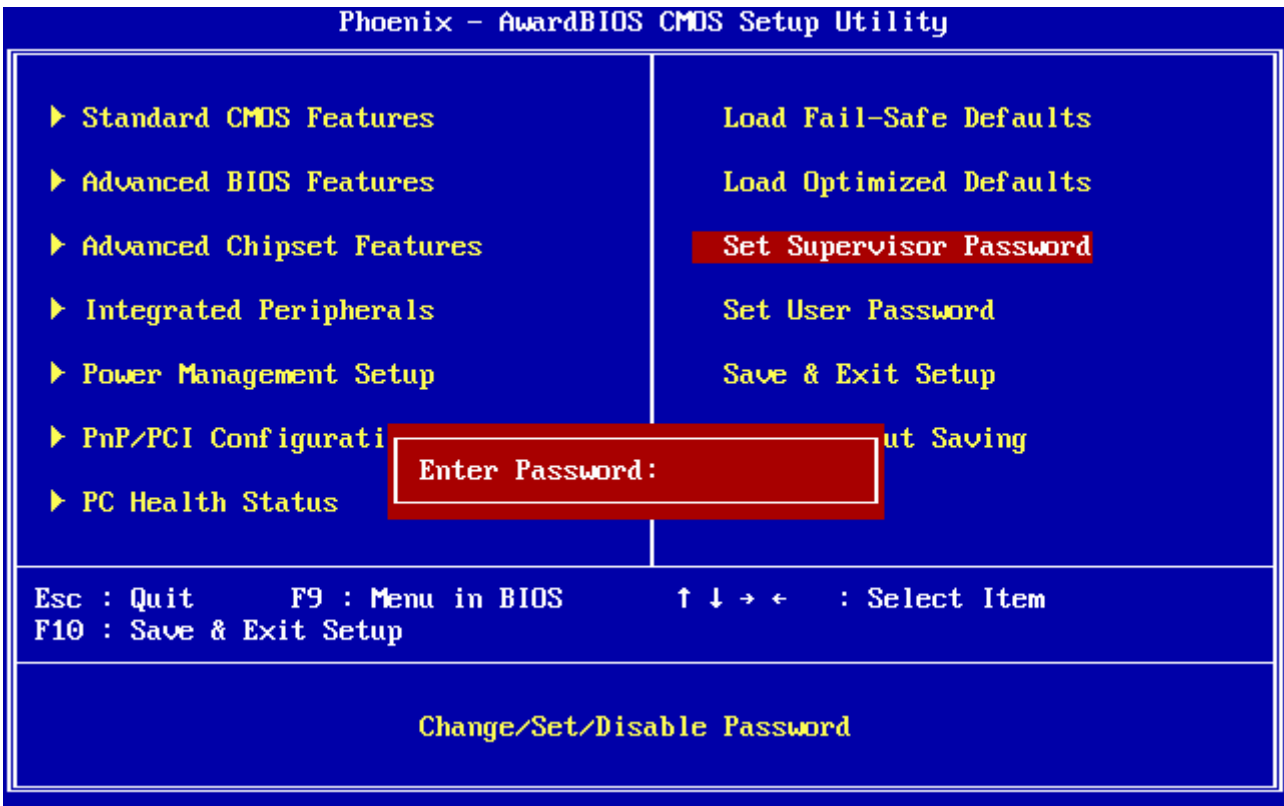 Phoenix - AwardBIOS CMOS Setup Utility
Standard CMOS Features
Advanced BIOS Features
Advanced Chipset Features
Integrated Peripherals
Power Management Setup
PnP/PCI Configurati
PC Health Status
Load Fail-Safe Defaults
Load Optimized Defaults
Set Supervisor Password
Set User Password
Save & Exit Setup
ut Saving
Enter Password:
Esc : Quit F9 : Menu in BIOS ↑ ↓ → ← : Select Item
F10 : Save & Exit Setup
Change/Set/Disable Password